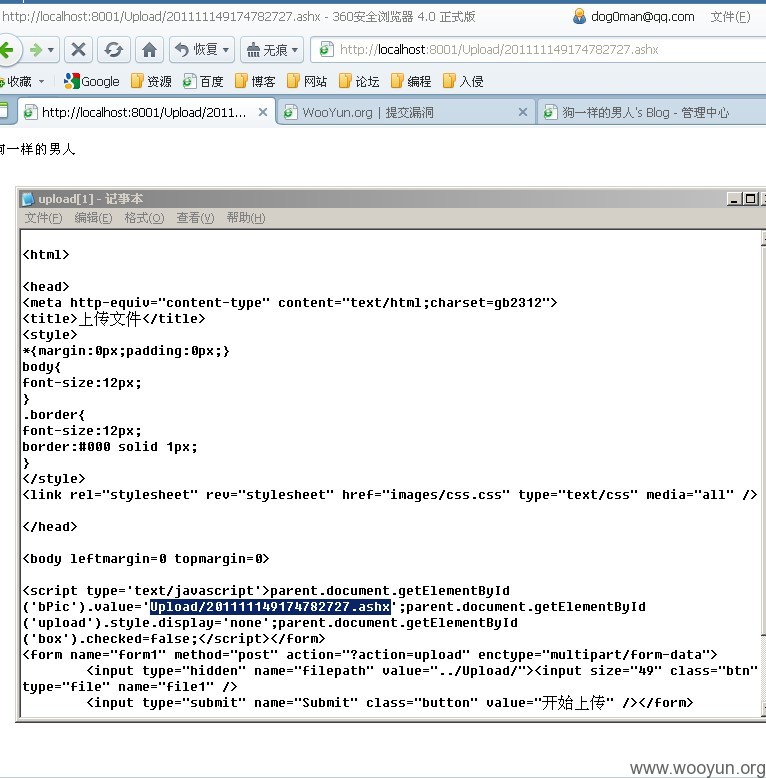 http://localhost:8001/Upload/201111149174782727.ashx - 360安全浏览器 4.0 正式版
dog0man@qq.com 文件(F)
恢复 无痕 http://localhost:8001/Upload/201111149174782727.ashx
收藏 Google 资源 百度 博客 网站 论坛 编程 入侵
http://localhost:8001/Upload/2011... WooYun.org | 提交漏洞 狗一样的男人's Blog - 管理中心
狗一样的男人
upload[1] - 记事本
文件(F) 编辑(E) 格式(O) 查看(V) 帮助(H)
<html>
<head>
<meta http-equiv="content-type" content="text/html;charset=gb2312">
<title>上传文件</title>
<style>
*{margin:0px;padding:0px;}
body{
font-size:12px;
}
.border{
font-size:12px;
border:#000 solid 1px;
}
</style>
<link rel="stylesheet" rev="stylesheet" href="images/css.css" type="text/css" media="all" />
</head>
<body leftmargin=0 topmargin=0>
<script type='text/javascript'>parent.document.getElementById
('bPic').value='Upload/201111149174782727.ashx';parent.document.getElementById
('upload').style.display='none';parent.document.getElementById
('box').checked=false;</script></form>
<form name="form1" method="post" action="?action=upload" enctype="multipart/form-data">
<input type="hidden" name="filepath" value="../Upload/"><input size="49" class="btn"
type="file" name="file1" />
<input type="submit" name="Submit" class="button" value="开始上传" /></form>
www.wooyun.org